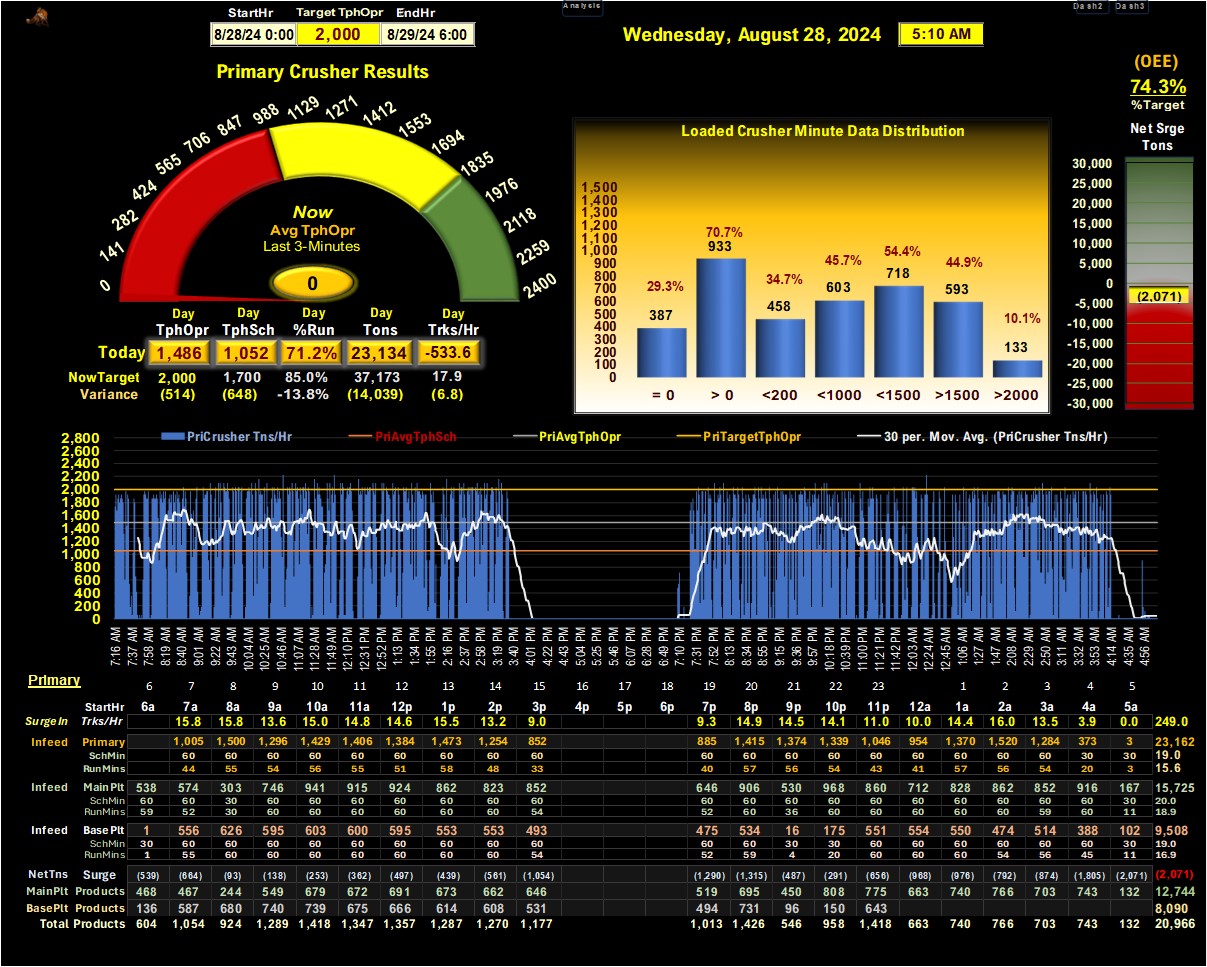 Analysis
Dash2 Dash3
StartHr Target TphOpr EndHr
8/28/24 0:00 2,000 8/29/24 6:00
Wednesday, August 28, 2024 5:10 AM
(OEE)
74.3%
%Target
Primary Crusher Results
0 141 282 424 565 706 847 988 1129 1271 1412 1553 1694 1835 1976 2118 2259 2400
Now
Avg TphOpr
Last 3-Minutes
0
Day Day Day Day Day
TphOpr TphSch %Run Tons Trks/Hr
Today 1,486 1,052 71.2% 23,134 -533.6
NowTarget 2,000 1,700 85.0% 37,173 17.9
Variance (514) (648) -13.8% (14,039) (6.8)
Loaded Crusher Minute Data Distribution
1,500
1,400
1,300
1,200
1,100
1,000
900
800
700
600
500
400
300
200
100
0
29.3% 70.7% 34.7% 45.7% 54.4% 44.9% 10.1%
387 933 458 603 718 593 133
= 0 > 0 <200 <1000 <1500 >1500 >2000
Net Srge
Tons
30,000
25,000
20,000
15,000
10,000
5,000
0
(2,071)
-5,000
-10,000
-15,000
-20,000
-25,000
-30,000
PriCrusher Tns/Hr PriAvgTphSch PriAvgTphOpr PriTargetTphOpr 30 per. Mov. Avg. (PriCrusher Tns/Hr)
2,800
2,600
2,400
2,200
2,000
1,800
1,600
1,400
1,200
1,000
800
600
400
200
0
7:16 AM 7:37 AM 7:58 AM 8:19 AM 8:40 AM 9:01 AM 9:22 AM 9:43 AM 10:04 AM 10:25 AM 10:46 AM 11:07 AM 11:28 AM 11:49 AM 12:10 PM 12:31 PM 12:52 PM 1:13 PM 1:34 PM 1:55 PM 2:16 PM 2:37 PM 2:58 PM 3:19 PM 3:40 PM 4:01 PM 4:22 PM 4:43 PM 5:04 PM 5:25 PM 5:46 PM 6:07 PM 6:28 PM 6:49 PM 7:10 PM 7:31 PM 7:52 PM 8:13 PM 8:34 PM 8:55 PM 9:15 PM 9:36 PM 9:57 PM 10:18 PM 10:39 PM 11:00 PM 11:21 PM 11:42 PM 12:03 AM 12:24 AM 12:45 AM 1:06 AM 1:27 AM 1:47 AM 2:08 AM 2:29 AM 2:50 AM 3:11 AM 3:32 AM 3:53 AM 4:14 AM 4:35 AM 4:56 AM
Primary
6 7 8 9 10 11 12 13 14 15 16 17 18 19 20 21 22 23 1 2 3 4 5
StartHr 6a 7a 8a 9a 10a 11a 12p 1p 2p 3p 4p 5p 6p 7p 8p 9p 10p 11p 12a 1a 2a 3a 4a 5a
SurgeIn Trks/Hr 15.8 15.8 13.6 15.0 14.8 14.6 15.5 13.2 9.0 9.3 14.9 14.5 14.1 11.0 10.0 14.4 16.0 13.5 3.9 0.0 249.0
Infeed Primary 1,005 1,500 1,296 1,429 1,406 1,384 1,473 1,254 852 885 1,415 1,374 1,339 1,046 954 1,370 1,520 1,284 373 3 23,162
SchMin 60 60 60 60 60 60 60 60 60 60 60 60 60 60 60 60 60 60 30 30 19.0
RunMins 44 55 54 56 55 51 58 48 33 40 57 56 54 43 41 57 56 54 20 3 15.6
Infeed MainPlt 538 574 303 746 941 915 924 862 823 852 646 906 530 968 860 712 828 862 852 916 167 15,725
SchMin 60 60 30 60 60 60 60 60 60 60 60 60 60 60 60 60 60 60 60 60 30 20.0
RunMins 59 52 30 60 60 60 60 60 60 54 52 60 36 60 60 60 60 60 59 60 11 18.9
Infeed BasePlt 1 556 626 595 603 600 595 553 553 493 475 534 16 175 551 554 550 474 514 388 102 9,508
SchMin 30 60 60 60 60 60 60 60 60 60 60 60 30 30 60 60 60 60 60 60 30 19.0
RunMins 1 55 60 60 60 60 60 60 60 54 52 59 4 20 60 60 60 54 56 45 11 16.9
NetTns Surge (539) (664) (93) (138) (253) (362) (497) (439) (561) (1,054) (1,290) (1,315) (487) (291) (656) (968) (976) (792) (874) (1,805) (2,071) (2,071)
MainPlt Products 468 467 244 549 679 672 691 673 662 646 519 695 450 808 775 663 740 766 703 743 132 12,744
BasePlt Products 136 587 680 740 739 675 666 614 608 531 494 731 96 150 643 8,090
Total Products 604 1,054 924 1,289 1,418 1,347 1,357 1,287 1,270 1,177 1,013 1,426 546 958 1,418 663 740 766 703 743 132 20,966